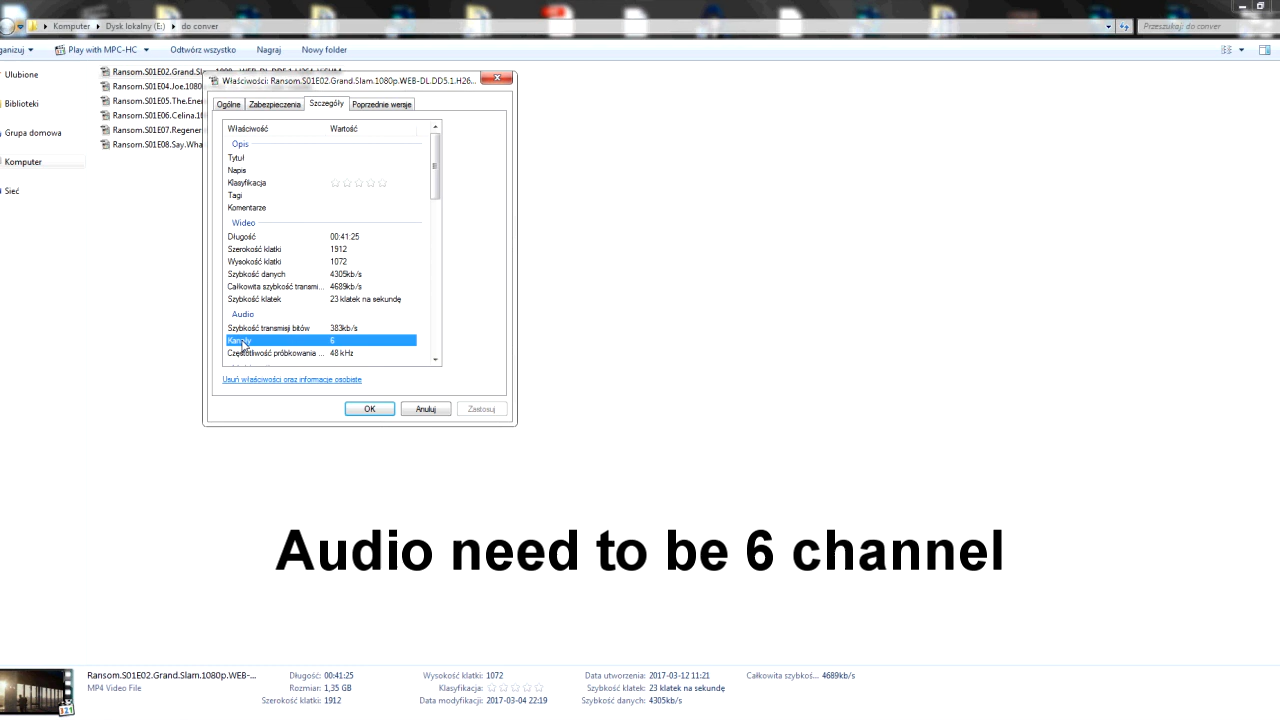 Komputer ▸ Dysk lokalny (E:) ▸ do conver
Przeszukaj: do conver
Play with MPC-HC
Odtwórz wszystko
Nagraj
Nowy folder
Ulubione
Biblioteki
Grupa domowa
Komputer
Sieć
Ransom.S01E02.Grand.Sl
Ransom.S01E04.Joe.1080
Ransom.S01E05.The.Ene
Ransom.S01E06.Celina.1
Ransom.S01E07.Regener
Ransom.S01E08.Say.Wha
Właściwości: Ransom.S01E02.Grand.Slam.1080p.WEB-DL.DD5.1.H26...
Ogólne Zabezpieczenia Szczegóły Poprzednie wersje
Właściwość Wartość
Opis
Tytuł
Napis
Klasyfikacja
Tagi
Komentarze
Wideo
Długość 00:41:25
Szerokość klatki 1912
Wysokość klatki 1072
Szybkość danych 4305kb/s
Całkowita szybkość transmi... 4689kb/s
Szybkość klatek 23 klatek na sekundę
Audio
Szybkość transmisji bitów 383kb/s
Kanały 6
Częstotliwość próbkowania ... 48 kHz
Usuń właściwości oraz informacje osobiste
OK Anuluj Zastosuj
Audio need to be 6 channel
Ransom.S01E02.Grand.Slam.1080p.WEB-...
MP4 Video File
Długość: 00:41:25
Rozmiar: 1,35 GB
Szerokość klatki: 1912
Wysokość klatki: 1072
Klasyfikacja:
Data modyfikacji: 2017-03-04 22:19
Data utworzenia: 2017-03-12 11:21
Szybkość klatek: 23 klatek na sekundę
Szybkość danych: 4305kb/s
Całkowita szybkoś... 4689kb/s